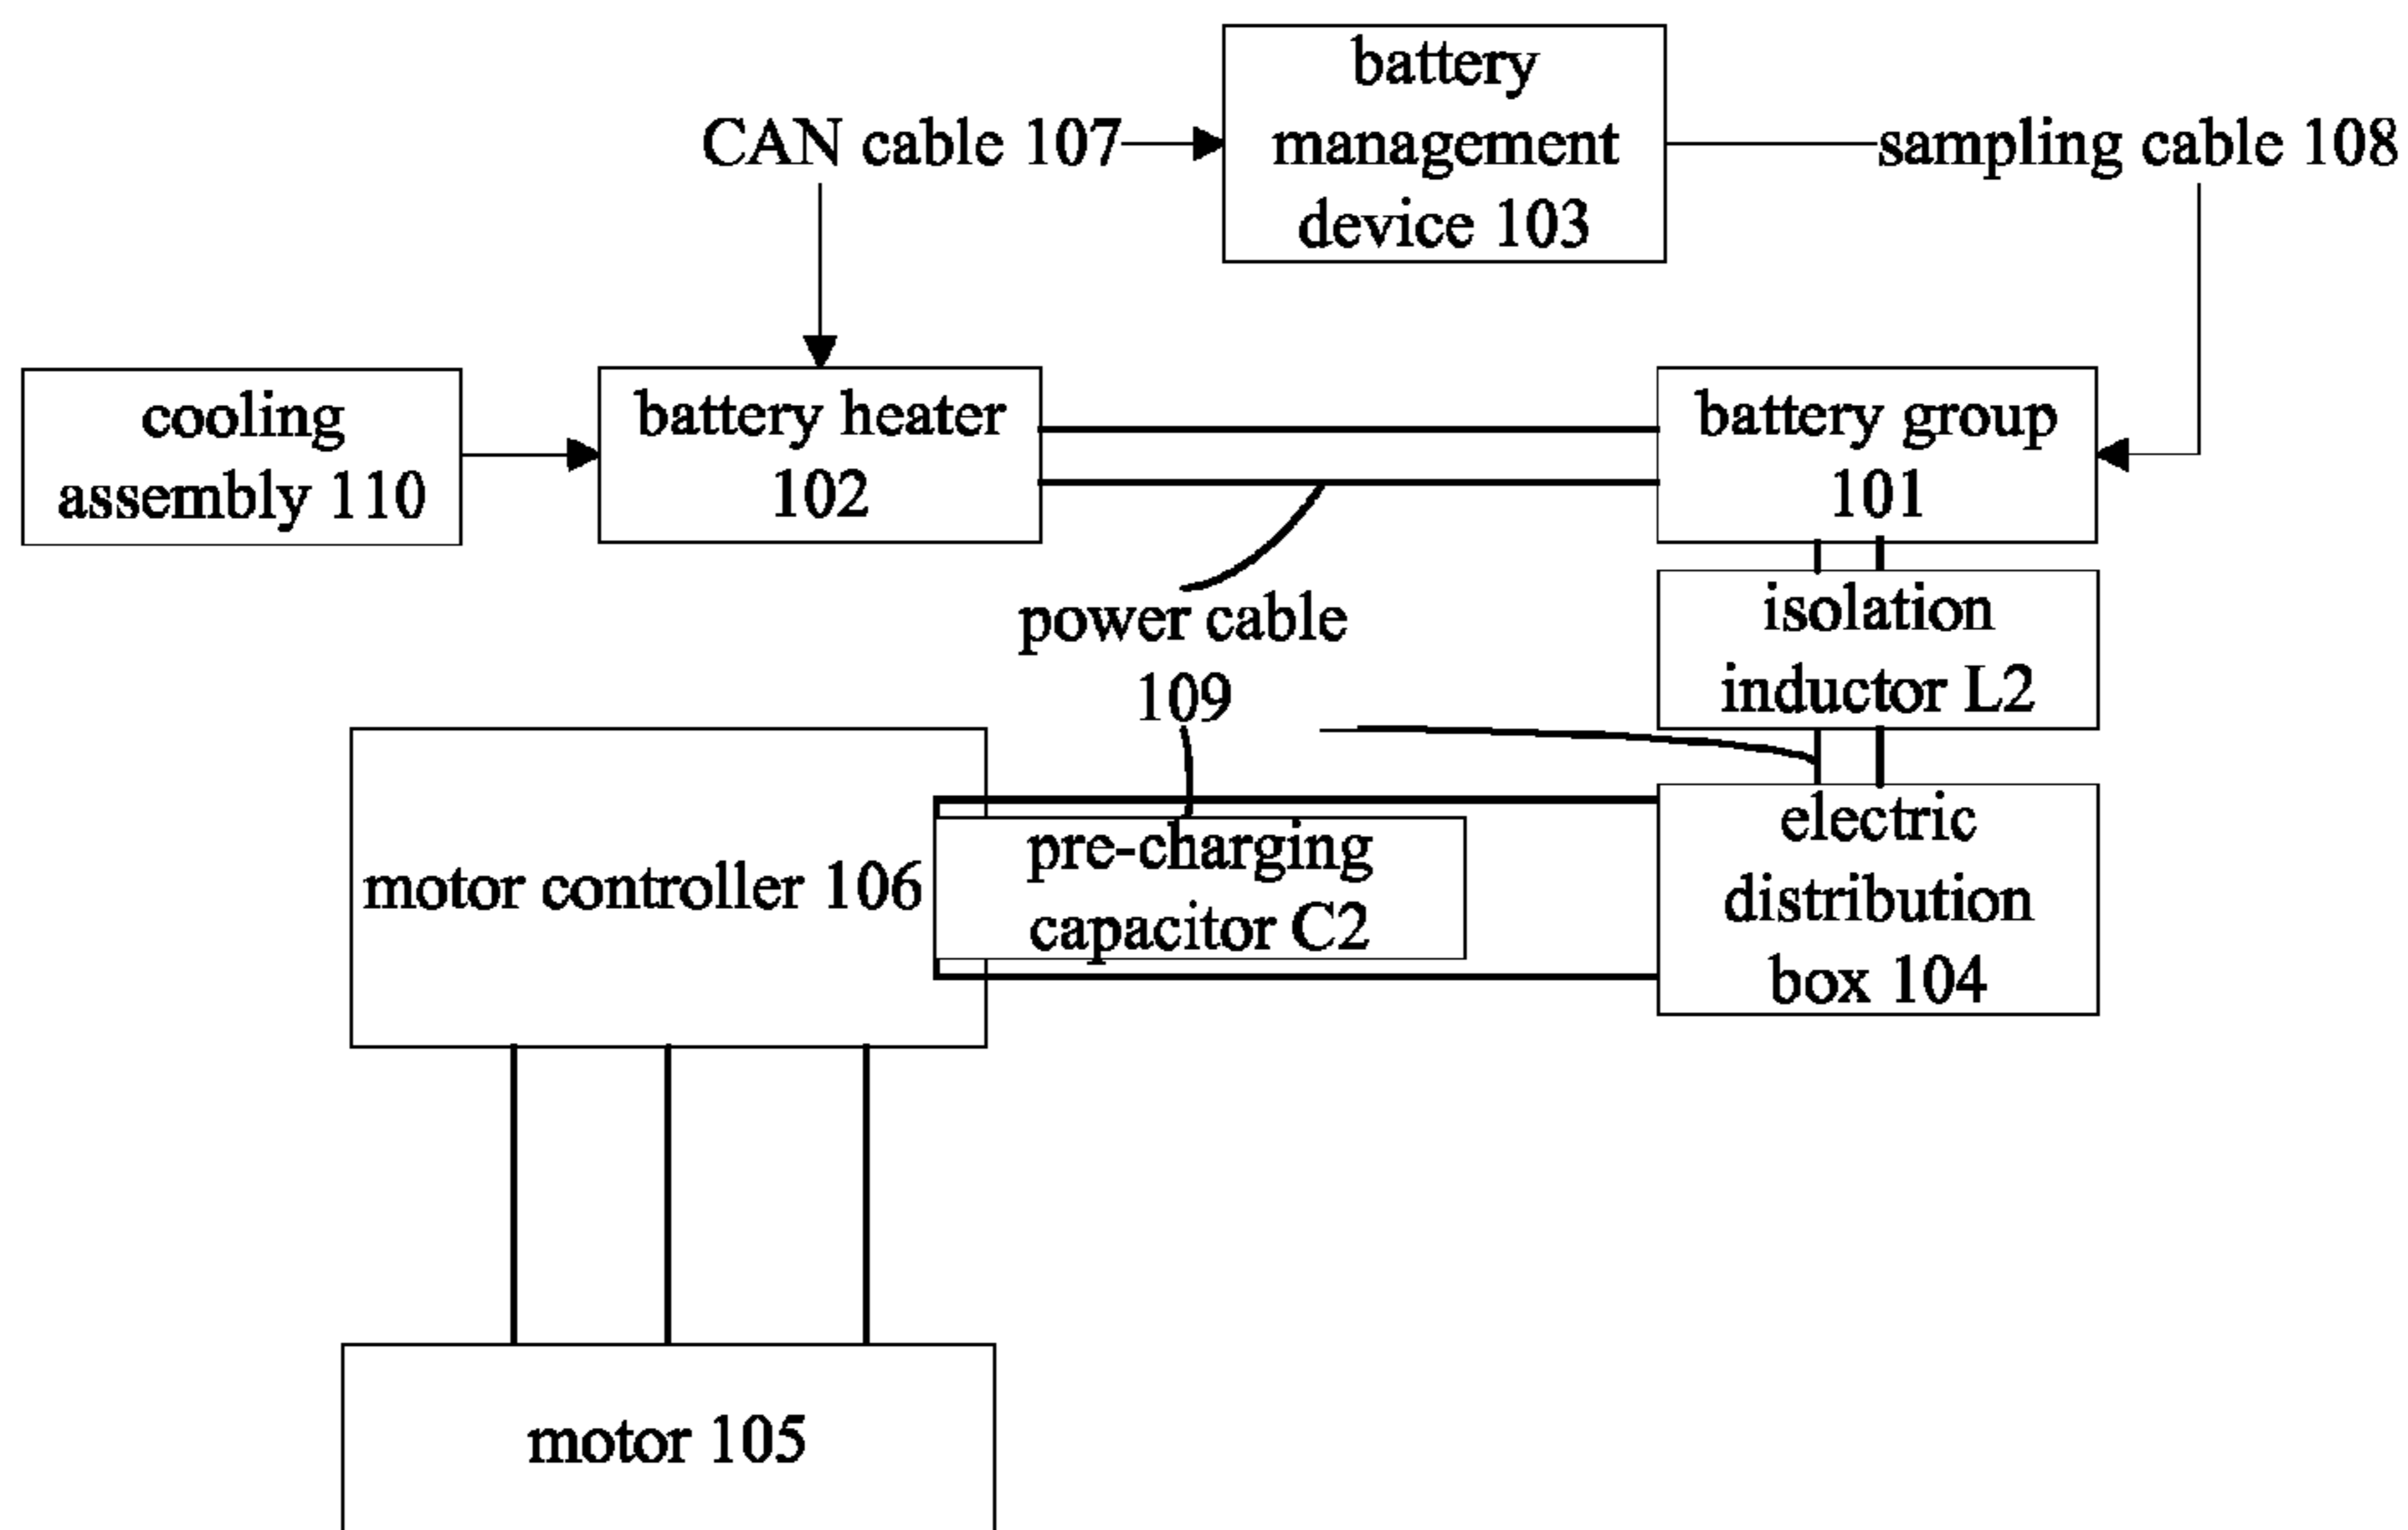 battery
management
device 103
CAN cable 107
sampling cable 108
cooling
assembly 110
battery heater
102
battery group
101
power cable
109
isolation
inductor L2
motor controller 106
pre-charging
capacitor C2
electric
distribution
box 104
motor 105